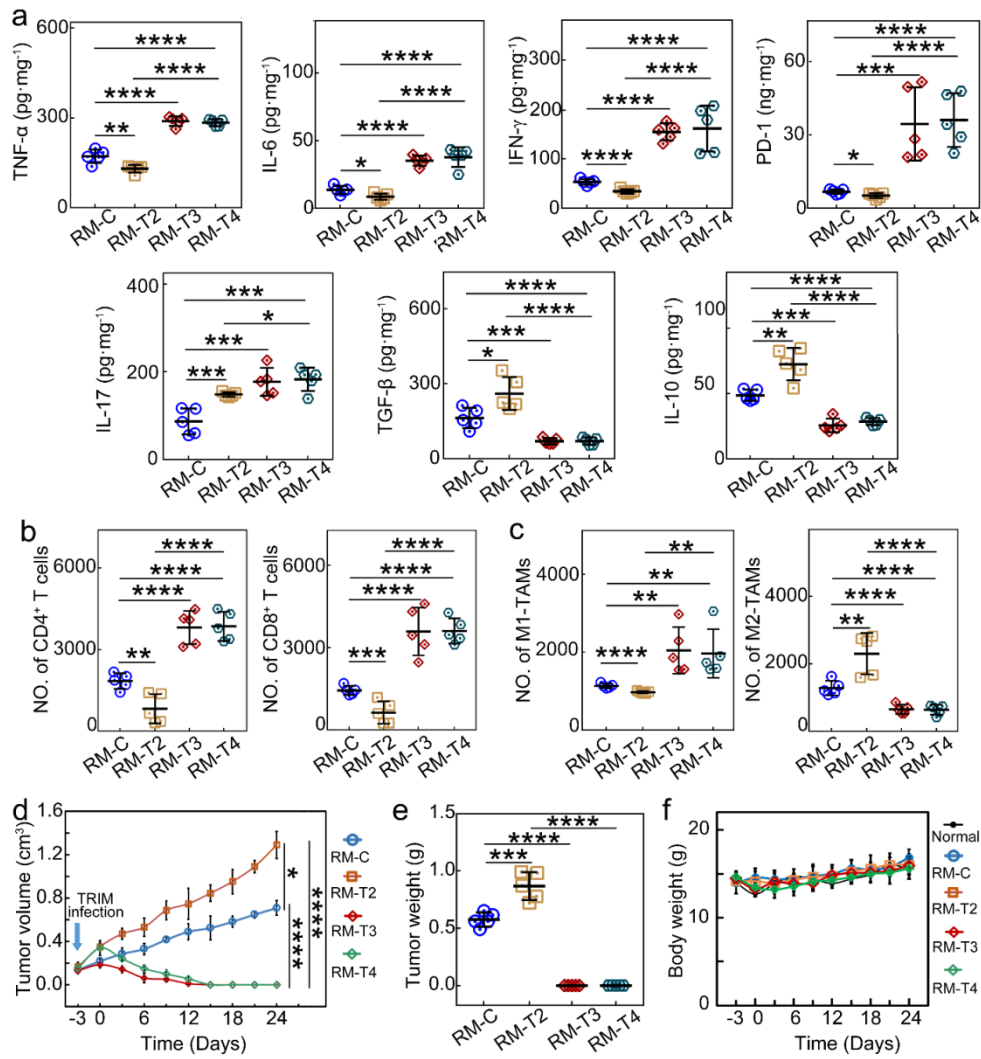 a
TNF-α (pg·mg⁻¹)
600
300
0
**
****
****
****
RM-C RM-T2 RM-T3 RM-T4
IL-6 (pg·mg⁻¹)
100
50
0
*
****
****
****
RM-C RM-T2 RM-T3 RM-T4
IFN-γ (pg·mg⁻¹)
300
200
100
0
****
****
****
****
RM-C RM-T2 RM-T3 RM-T4
PD-1 (ng·mg⁻¹)
60
30
0
*
***
****
****
RM-C RM-T2 RM-T3 RM-T4
IL-17 (pg·mg⁻¹)
400
200
0
***
***
*
***
RM-C RM-T2 RM-T3 RM-T4
TGF-β (pg·mg⁻¹)
600
300
0
*
***
****
****
RM-C RM-T2 RM-T3 RM-T4
IL-10 (pg·mg⁻¹)
100
50
0
**
***
****
****
RM-C RM-T2 RM-T3 RM-T4
b
NO. of CD4⁺ T cells
6000
3000
0
**
****
****
****
RM-C RM-T2 RM-T3 RM-T4
NO. of CD8⁺ T cells
6000
3000
0
***
****
****
****
RM-C RM-T2 RM-T3 RM-T4
c
NO. of M1-TAMs
4000
2000
0
****
**
**
**
RM-C RM-T2 RM-T3 RM-T4
NO. of M2-TAMs
4000
2000
0
**
****
****
****
RM-C RM-T2 RM-T3 RM-T4
d
Tumor volume (cm³)
1.6
1.2
0.8
0.4
0.0
TRIM
infection
-3 0 6 12 18 24
Time (Days)
*
****
****
RM-C
RM-T2
RM-T3
RM-T4
e
Tumor weight (g)
1.5
1.0
0.5
0.0
***
****
****
RM-C RM-T2 RM-T3 RM-T4
f
Body weight (g)
20
15
10
0
-3 0 6 12 18 24
Time (Days)
Normal
RM-C
RM-T2
RM-T3
RM-T4